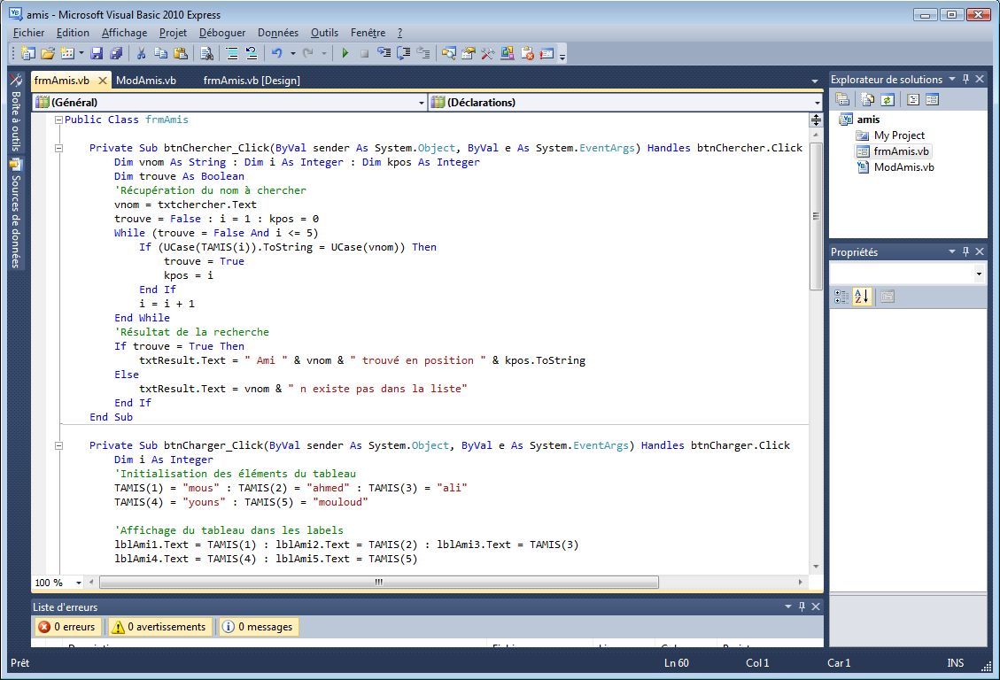 amis - Microsoft Visual Basic 2010 Express
Fichier Edition Affichage Projet Déboguer Données Outils Fenêtre ?
frmAmis.vb ModAmis.vb frmAmis.vb [Design]
(Général) (Déclarations)
Boîte à outils
Sources de données
Public Class frmAmis
Private Sub btnChercher_Click(ByVal sender As System.Object, ByVal e As System.EventArgs) Handles btnChercher.Click
Dim vnom As String : Dim i As Integer : Dim kpos As Integer
Dim trouve As Boolean
'Récupération du nom à chercher
vnom = txtchercher.Text
trouve = False : i = 1 : kpos = 0
While (trouve = False And i <= 5)
If (UCase(TAMIS(i)).ToString = UCase(vnom)) Then
trouve = True
kpos = i
End If
i = i + 1
End While
'Résultat de la recherche
If trouve = True Then
txtResult.Text = " Ami " & vnom & " trouvé en position " & kpos.ToString
Else
txtResult.Text = vnom & " n existe pas dans la liste"
End If
End Sub
Private Sub btnCharger_Click(ByVal sender As System.Object, ByVal e As System.EventArgs) Handles btnCharger.Click
Dim i As Integer
'Initialisation des éléments du tableau
TAMIS(1) = "mous" : TAMIS(2) = "ahmed" : TAMIS(3) = "ali"
TAMIS(4) = "youns" : TAMIS(5) = "mouloud"
'Affichage du tableau dans les labels
lblAmi1.Text = TAMIS(1) : lblAmi2.Text = TAMIS(2) : lblAmi3.Text = TAMIS(3)
lblAmi4.Text = TAMIS(4) : lblAmi5.Text = TAMIS(5)
100 %
Explorateur de solutions
amis
My Project
frmAmis.vb
ModAmis.vb
Propriétés
Liste d'erreurs
0 erreurs 0 avertissements 0 messages
Prêt Ln 60 Col 1 Car 1 INS